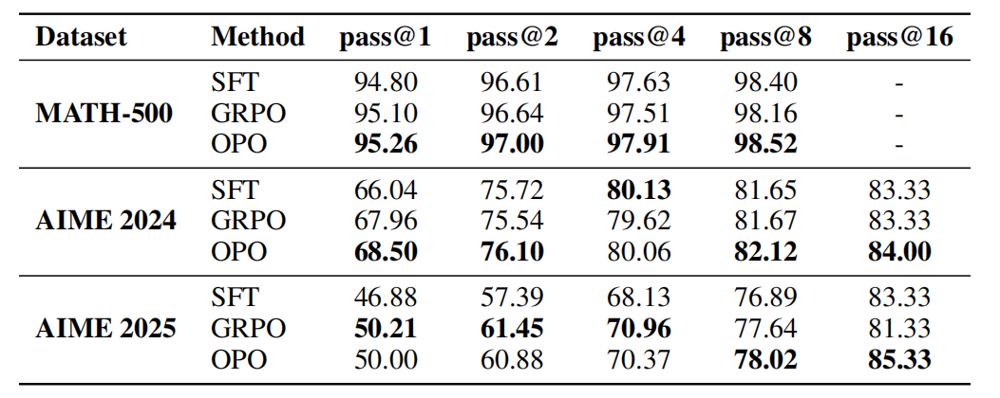 Dataset Method pass@1 pass@2 pass@4 pass@8 pass@16
SFT 94.80 96.61 97.63 98.40 -
MATH-500 GRPO 95.10 96.64 97.51 98.16 -
OPO 95.26 97.00 97.91 98.52 -
SFT 66.04 75.72 80.13 81.65 83.33
AIME 2024 GRPO 67.96 75.54 79.62 81.67 83.33
OPO 68.50 76.10 80.06 82.12 84.00
SFT 46.88 57.39 68.13 76.89 83.33
AIME 2025 GRPO 50.21 61.45 70.96 77.64 81.33
OPO 50.00 60.88 70.37 78.02 85.33